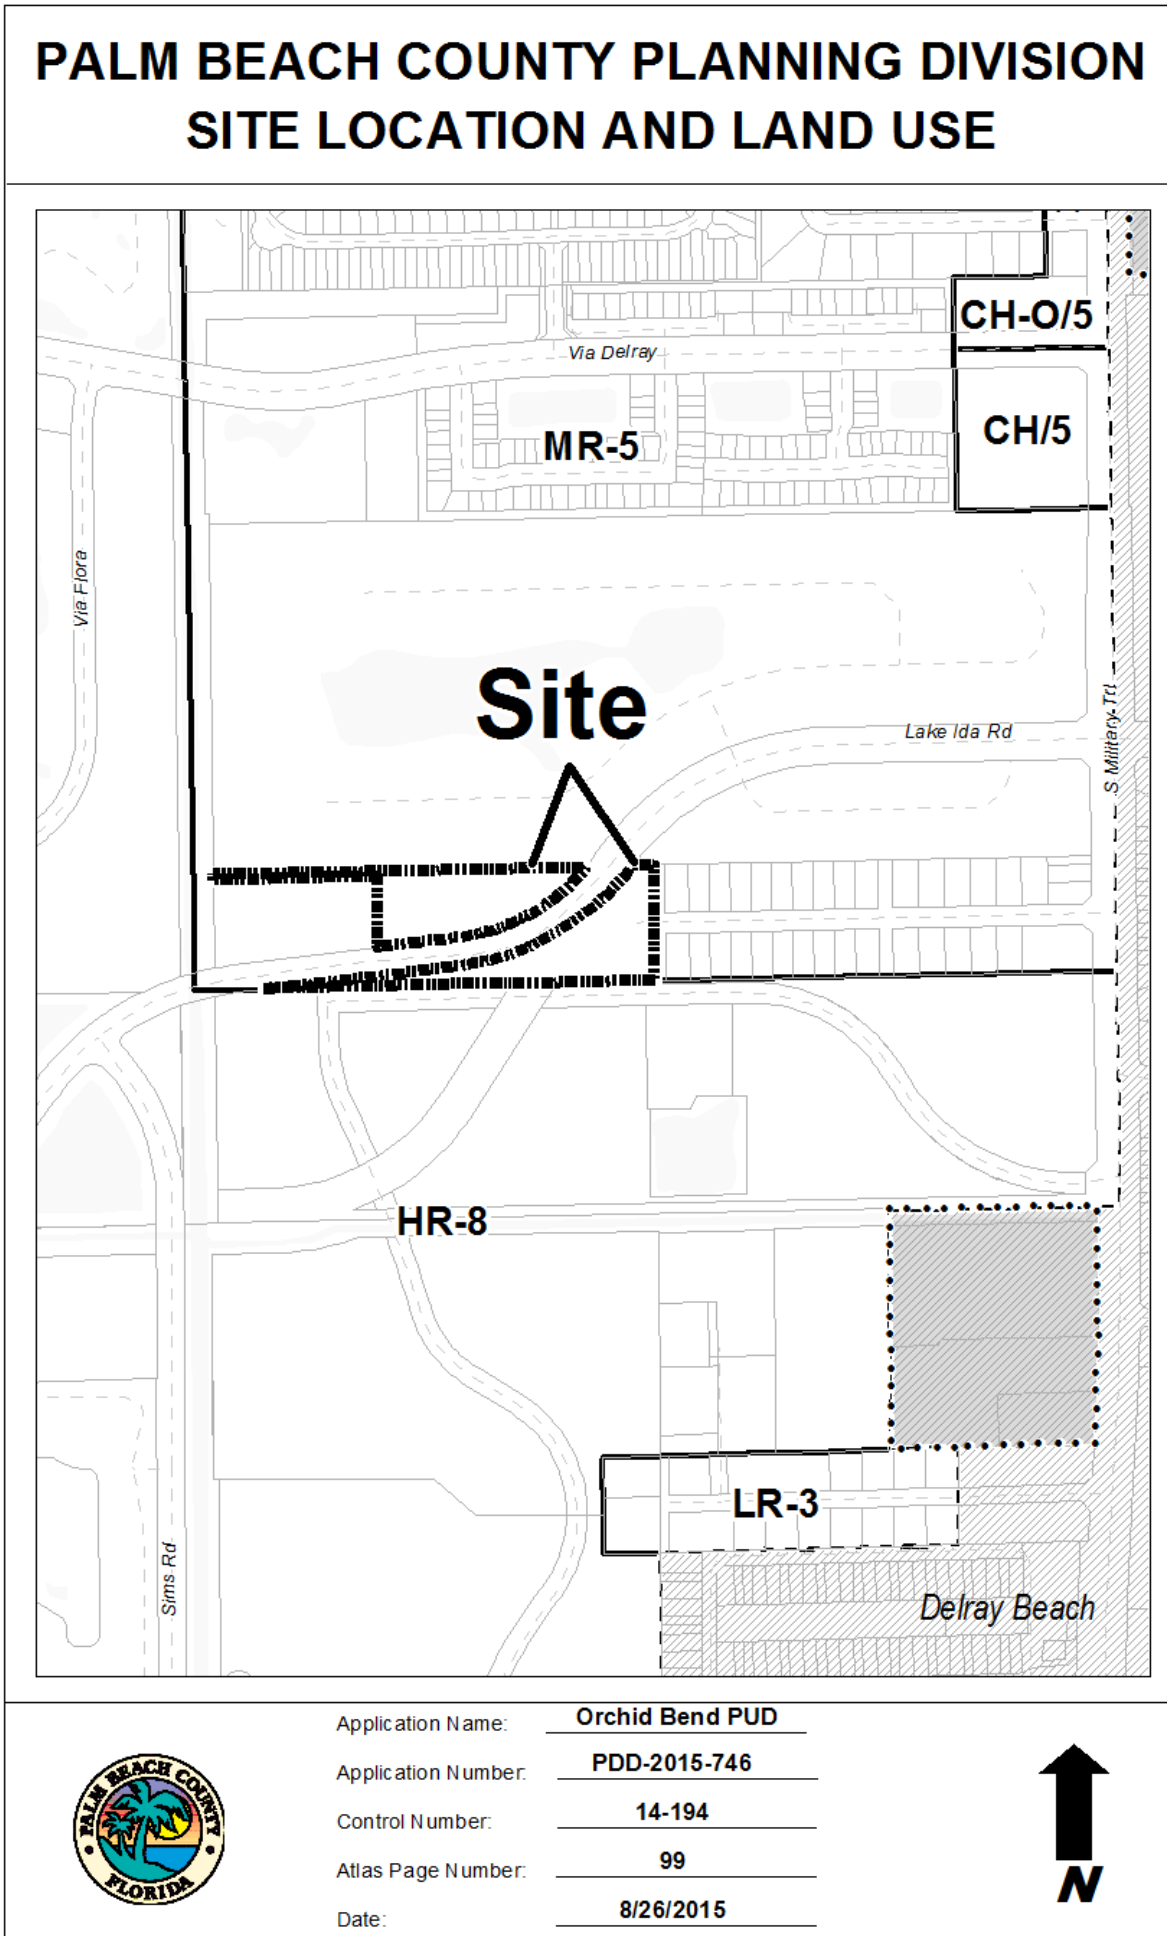 PALM BEACH COUNTY PLANNING DIVISION
SITE LOCATION AND LAND USE
CH-O/5
Via Delray
CH/5
MR-5
Via Flora
Site
S Military Trl
Lake Ida Rd
HR-8
LR-3
Sims Rd
Delray Beach
Application Name: Orchid Bend PUD
Application Number: PDD-2015-746
Control Number: 14-194
Atlas Page Number: 99
Date: 8/26/2015
PALM BEACH COUNTY
FLORIDA
N